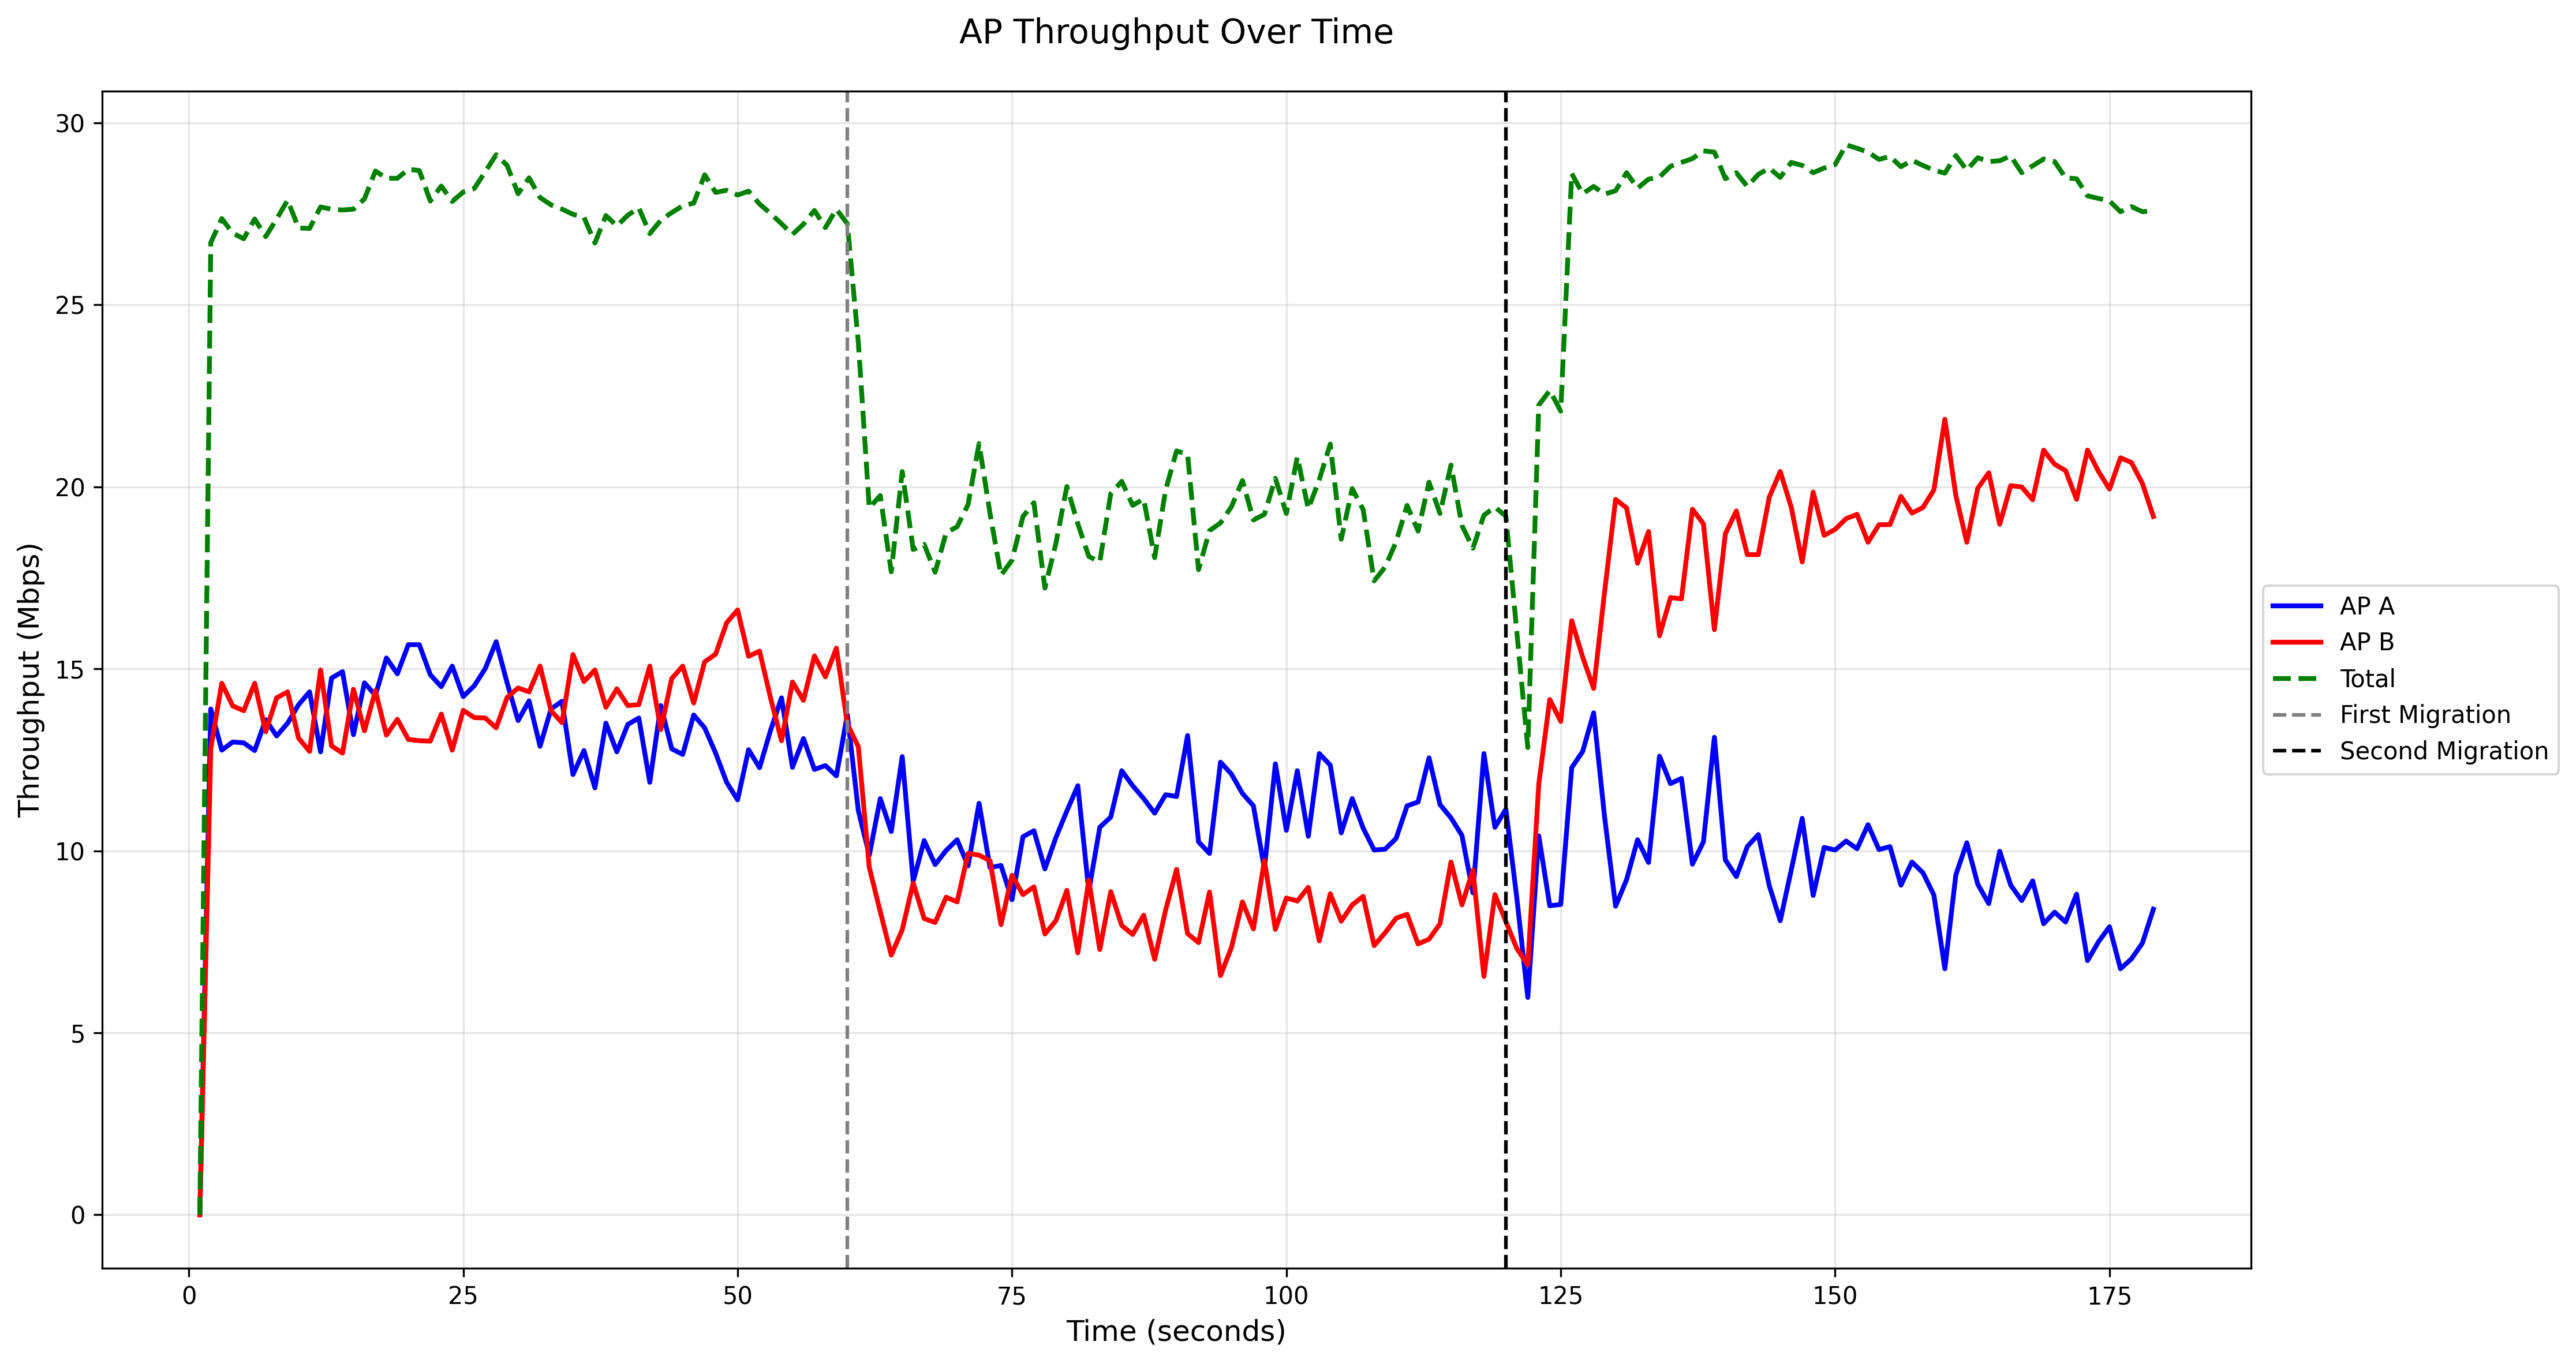 AP Throughput Over Time
Throughput (Mbps)
30
25
20
15
10
5
0
0 25 50 75 100 125 150 175
Time (seconds)
AP A
AP B
Total
First Migration
Second Migration